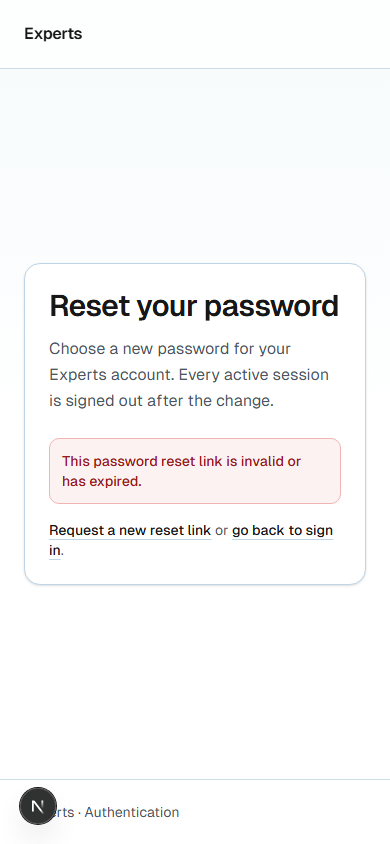 Experts
Reset your password
Choose a new password for your
Experts account. Every active session
is signed out after the change.
This password reset link is invalid or
has expired.
Request a new reset link or go back to sign
in.
N
· Authentication